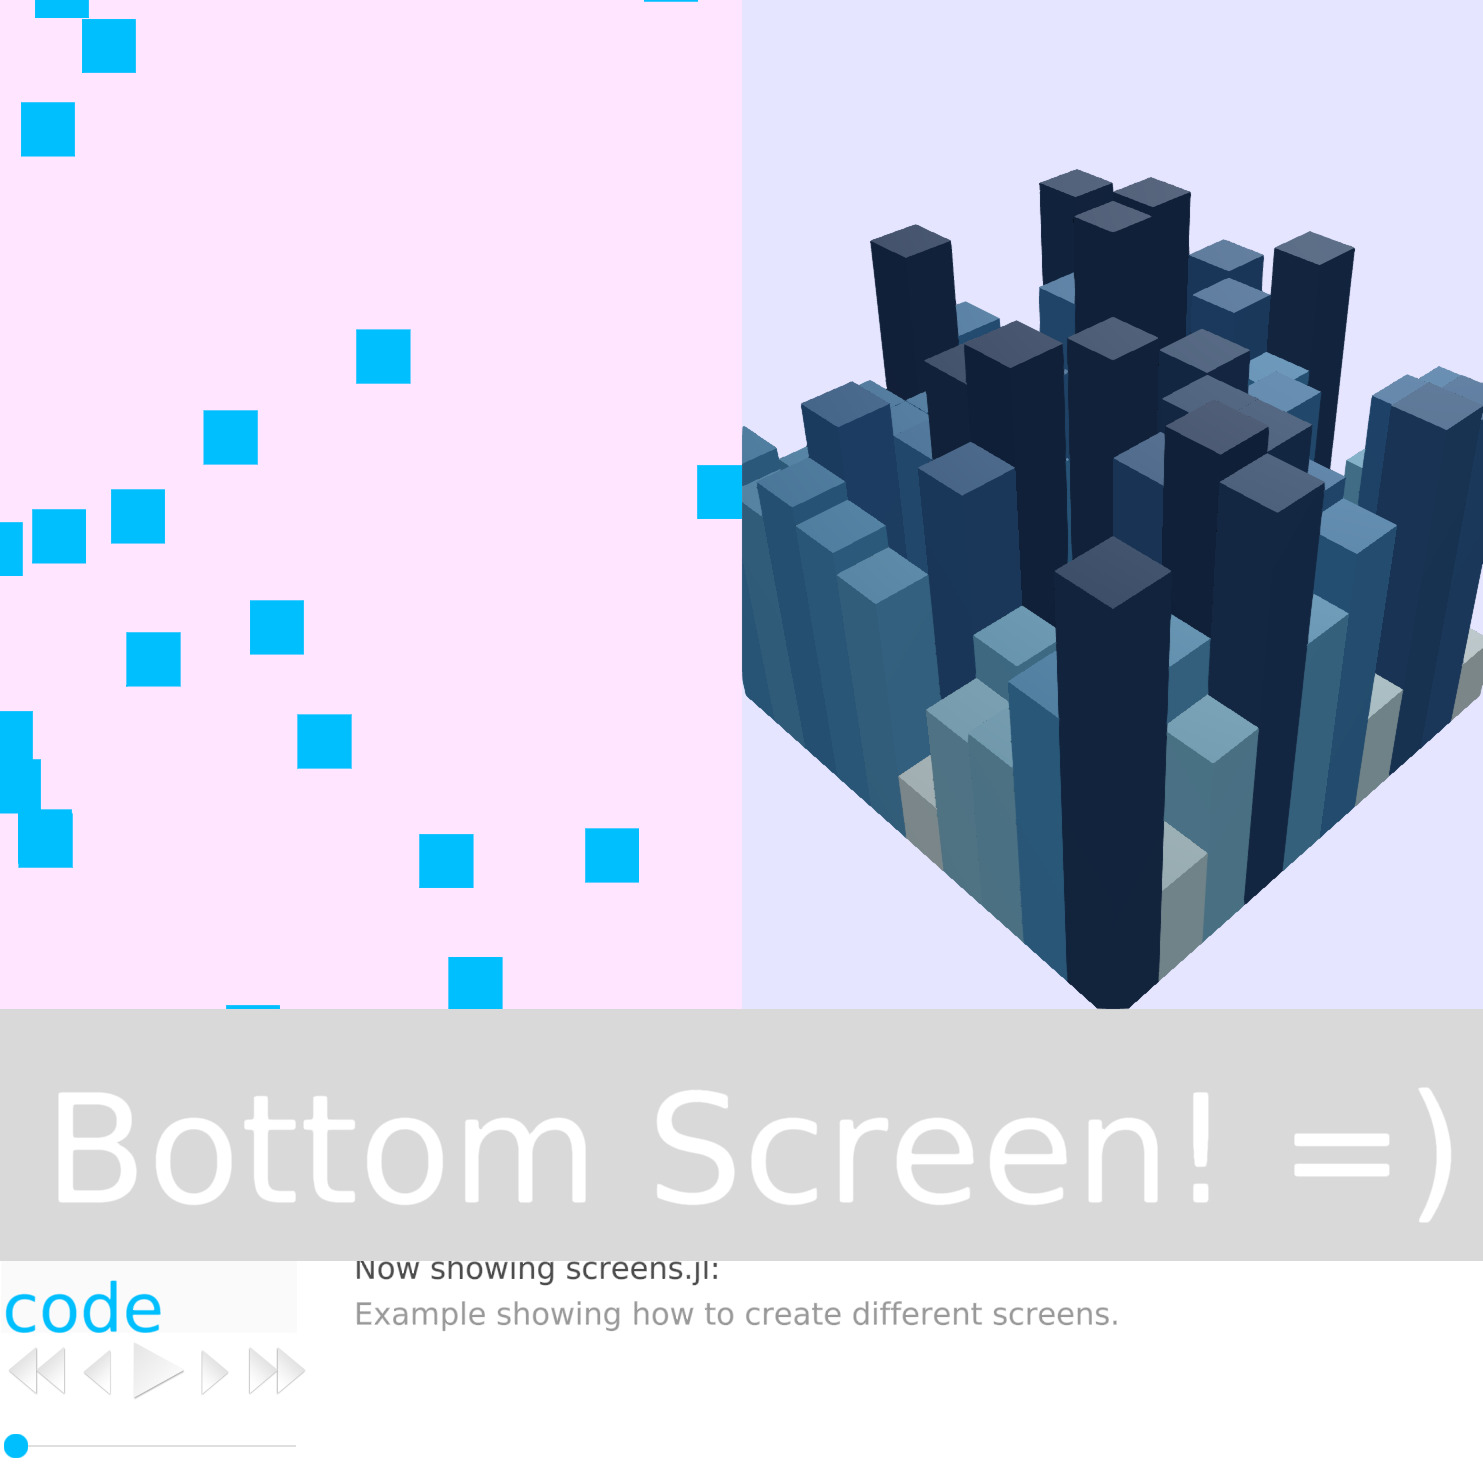 Bottom Screen! =)
Now showing screens.jl:
code
Example showing how to create different screens.